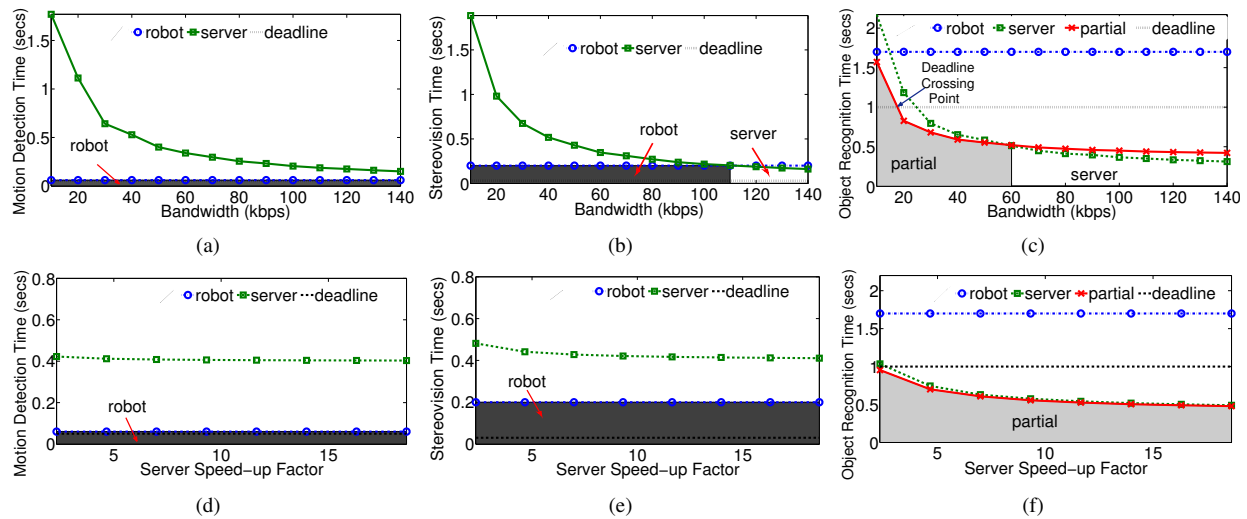 Motion Detection Time (secs)
1.5
1
0.5
0
robot server deadline
robot
20 40 60 80 100 120 140
Bandwidth (kbps)
(a)
Stereovision Time (secs)
1.5
1
0.5
0
robot server deadline
robot
server
20 40 60 80 100 120 140
Bandwidth (kbps)
(b)
Object Recognition Time (secs)
2
1.5
1
0.5
0
robot server partial deadline
Deadline
Crossing
Point
partial
server
20 40 60 80 100 120 140
Bandwidth (kbps)
(c)
Motion Detection Time (secs)
0.8
0.6
0.4
0.2
0
robot server deadline
robot
5 10 15
Server Speed-up Factor
(d)
Stereovision Time (secs)
0.8
0.6
0.4
0.2
0
robot server deadline
robot
5 10 15
Server Speed-up Factor
(e)
Object Recognition Time (secs)
2
1.5
1
0.5
0
robot server partial deadline
partial
5 10 15
Server Speed-up Factor
(f)